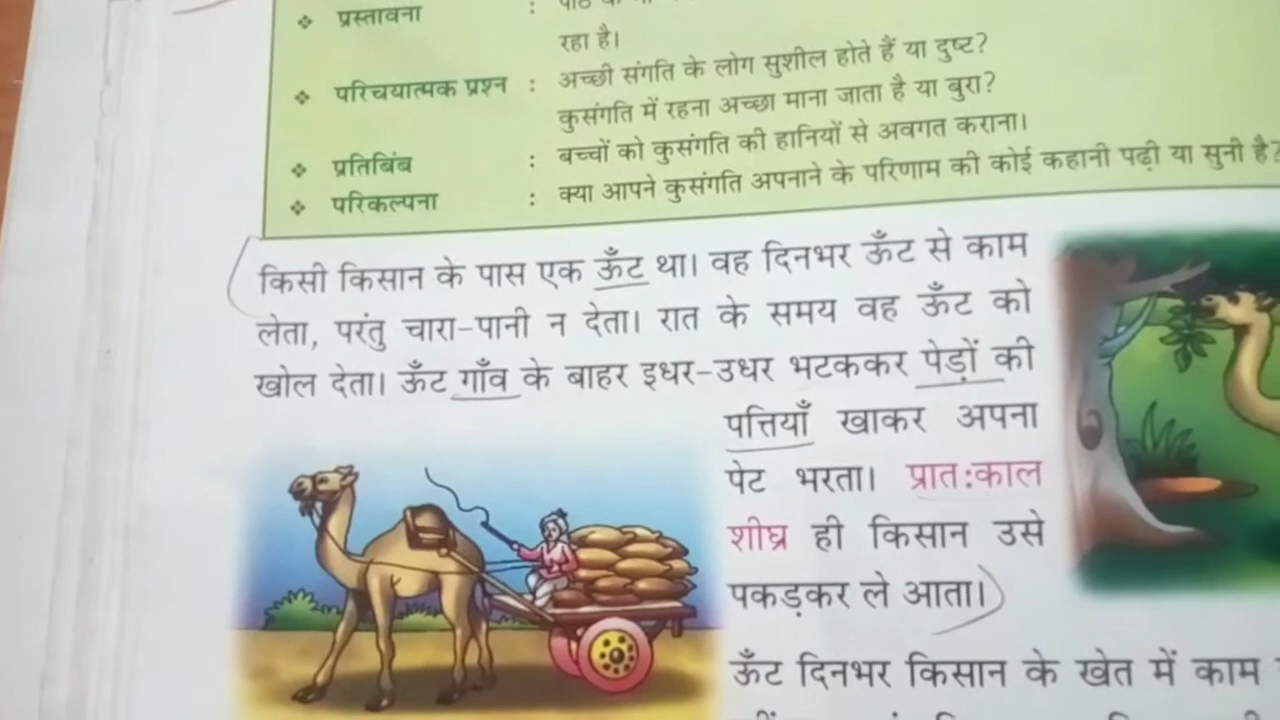 ❖ प्रस्तावना :
रहा है।
❖ परिचयात्मक प्रश्न : अच्छी संगति के लोग सुशील होते हैं या दुष्ट?
कुसंगति में रहना अच्छा माना जाता है या बुरा?
❖ प्रतिबिंब : बच्चों को कुसंगति की हानियों से अवगत कराना।
❖ परिकल्पना : क्या आपने कुसंगति अपनाने के परिणाम की कोई कहानी पढ़ी या सुनी है?
किसी किसान के पास एक ऊँट था। वह दिनभर ऊँट से काम
लेता, परंतु चारा-पानी न देता। रात के समय वह ऊँट को
खोल देता। ऊँट गाँव के बाहर इधर-उधर भटककर पेड़ों की
पत्तियाँ खाकर अपना
पेट भरता। प्रात:काल
शीघ्र ही किसान उसे
पकड़कर ले आता।
ऊँट दिनभर किसान के खेत में काम